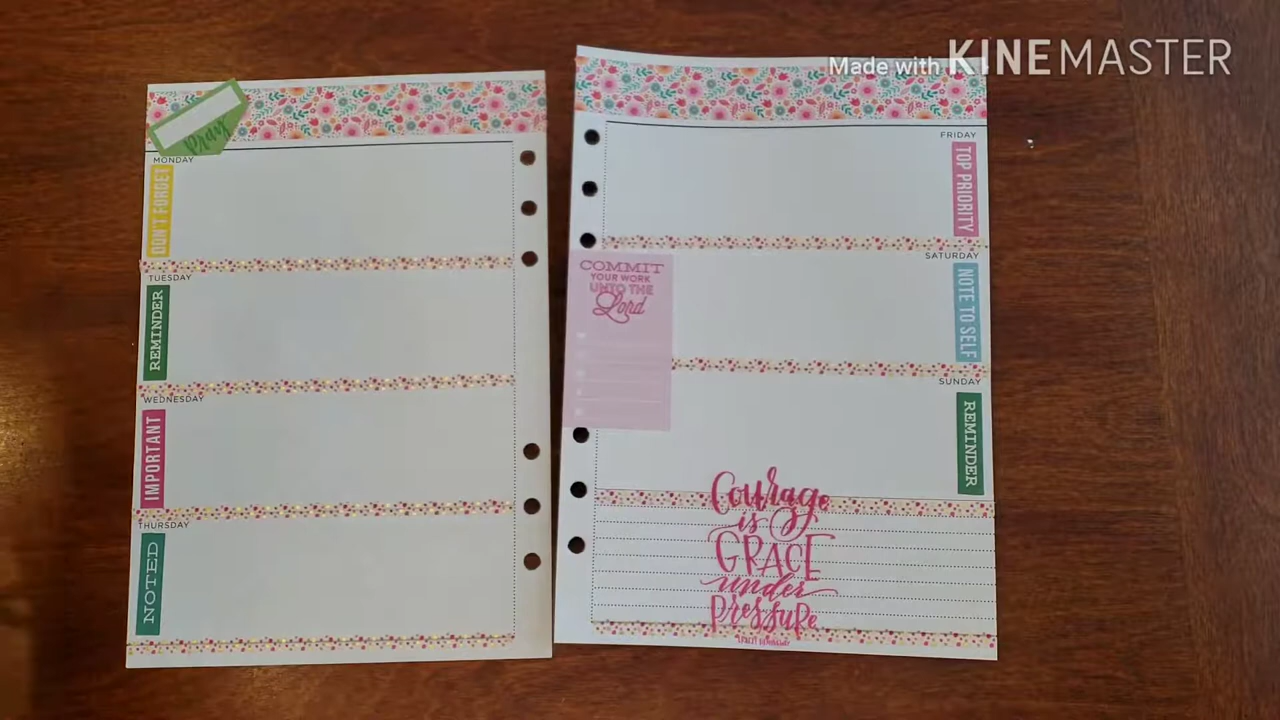 Made with KINEMASTER
Pray
MONDAY
DON'T FORGET
TUESDAY
REMINDER
WEDNESDAY
IMPORTANT
THURSDAY
NOTED
FRIDAY
TOP PRIORITY
COMMIT
YOUR WORK
UNTO THE
Lord
SATURDAY
NOTE TO SELF
SUNDAY
REMINDER
Courage
is
GRACE
under
pressure